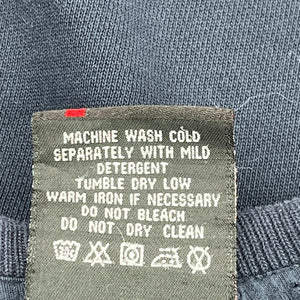 MACHINE WASH COLD
SEPARATELY WITH MILD
DETERGENT
TUMBLE DRY LOW
WARM IRON IF NECESSARY
DO NOT BLEACH
DO NOT DRY CLEAN